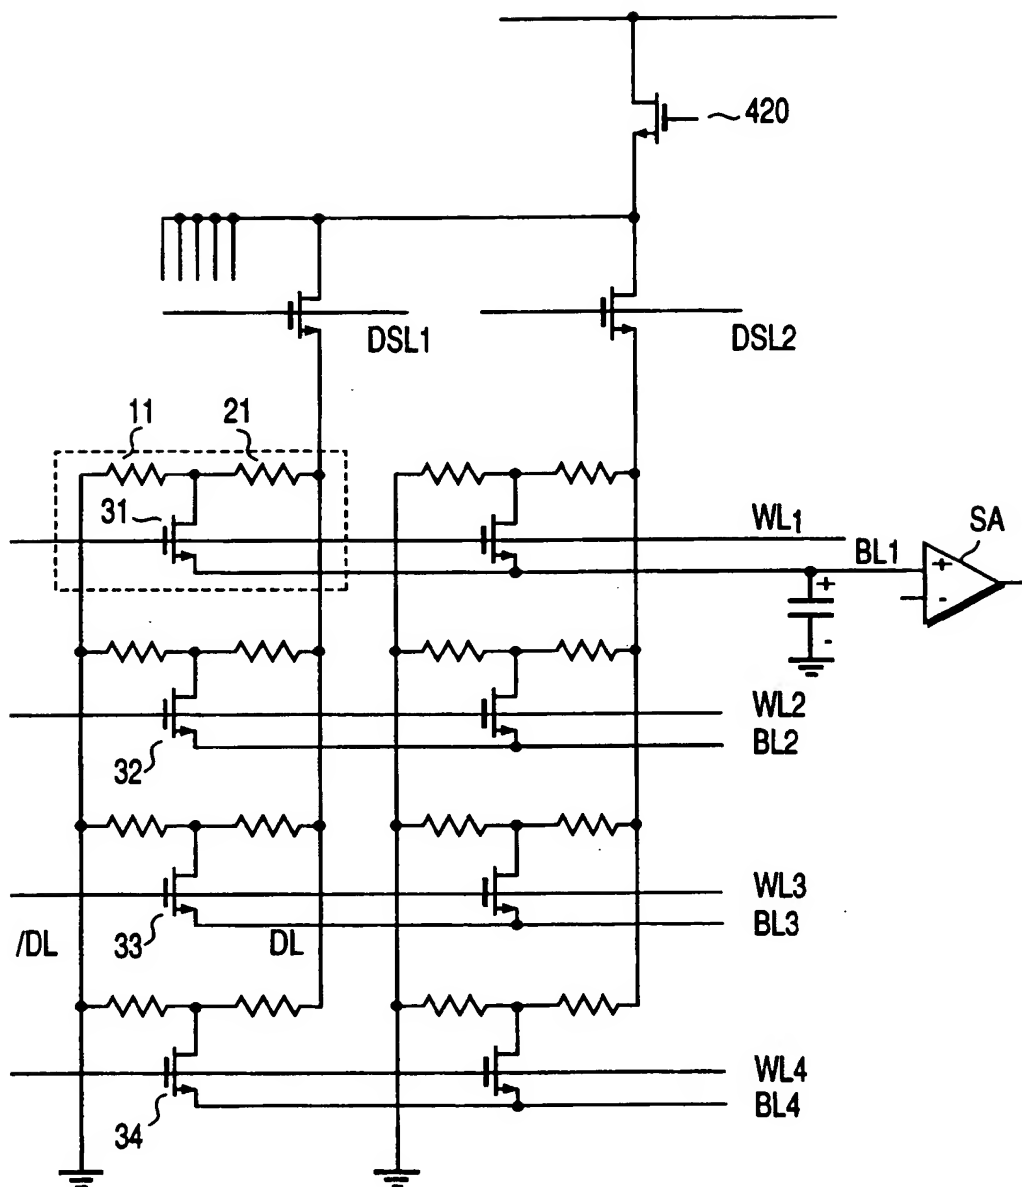 420
DSL1
DSL2
11
21
31
WL1
BL1
SA
+
-
+
-
WL2
BL2
32
WL3
BL3
/DL
33
DL
WL4
BL4
34